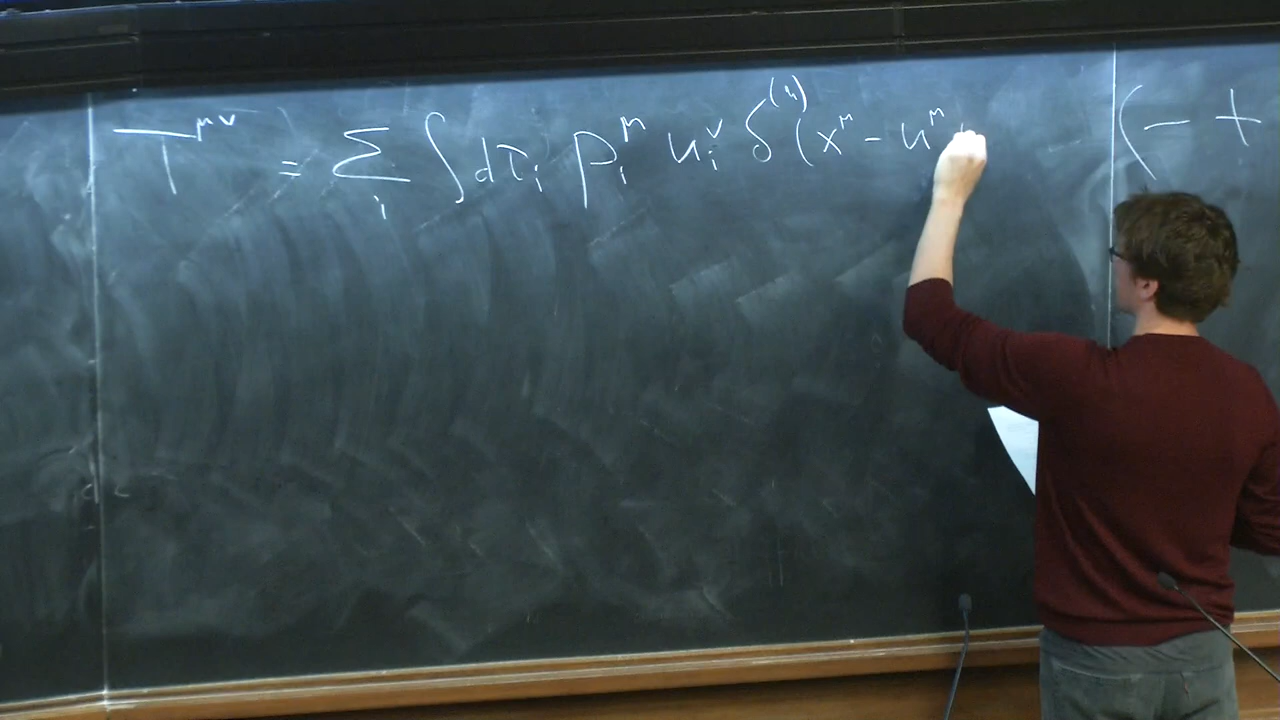 T^{μν} = Σ_i ∫ dτ_i p_i^μ u_i^ν δ^{(4)} (x^μ - u^μ
(- +